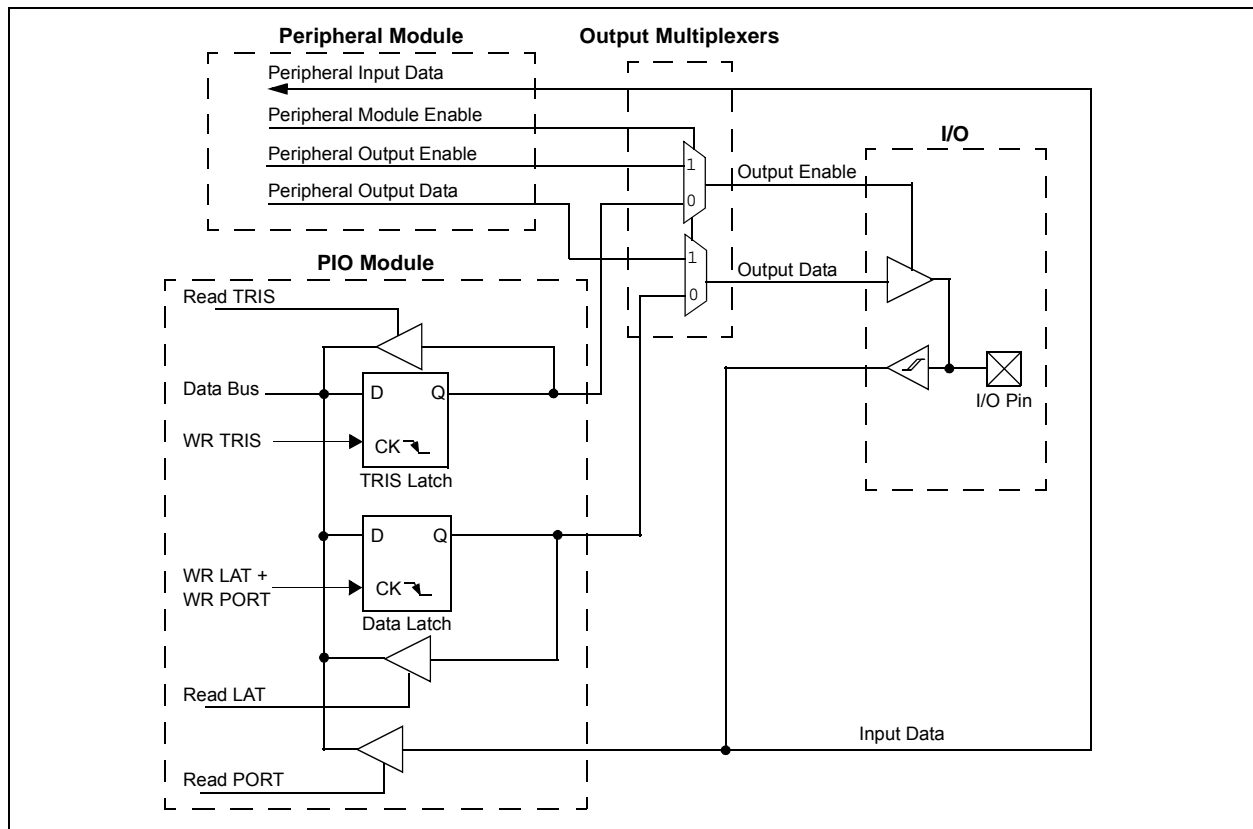 Peripheral Module
Output Multiplexers
Peripheral Input Data
Peripheral Module Enable
I/O
Peripheral Output Enable
1
Output Enable
Peripheral Output Data
0
PIO Module
1
Output Data
Read TRIS
0
Data Bus
D
Q
I/O Pin
WR TRIS
CK
TRIS Latch
D
Q
WR LAT +
WR PORT
CK
Data Latch
Read LAT
Input Data
Read PORT